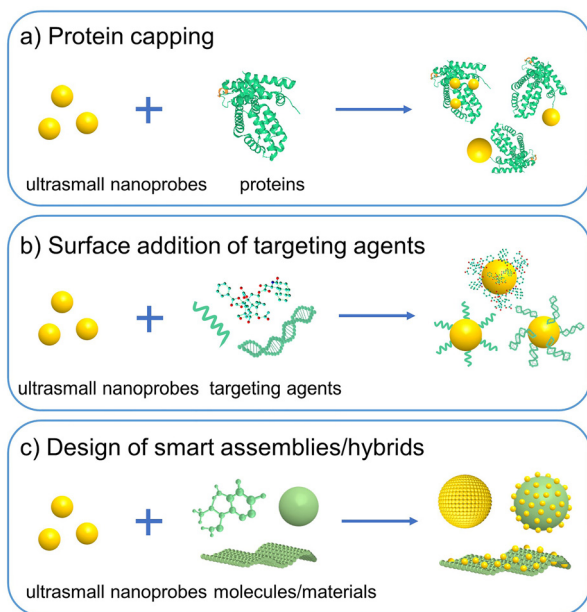 a) Protein capping
ultrasmall nanoprobes proteins
b) Surface addition of targeting agents
ultrasmall nanoprobes targeting agents
c) Design of smart assemblies/hybrids
ultrasmall nanoprobes molecules/materials